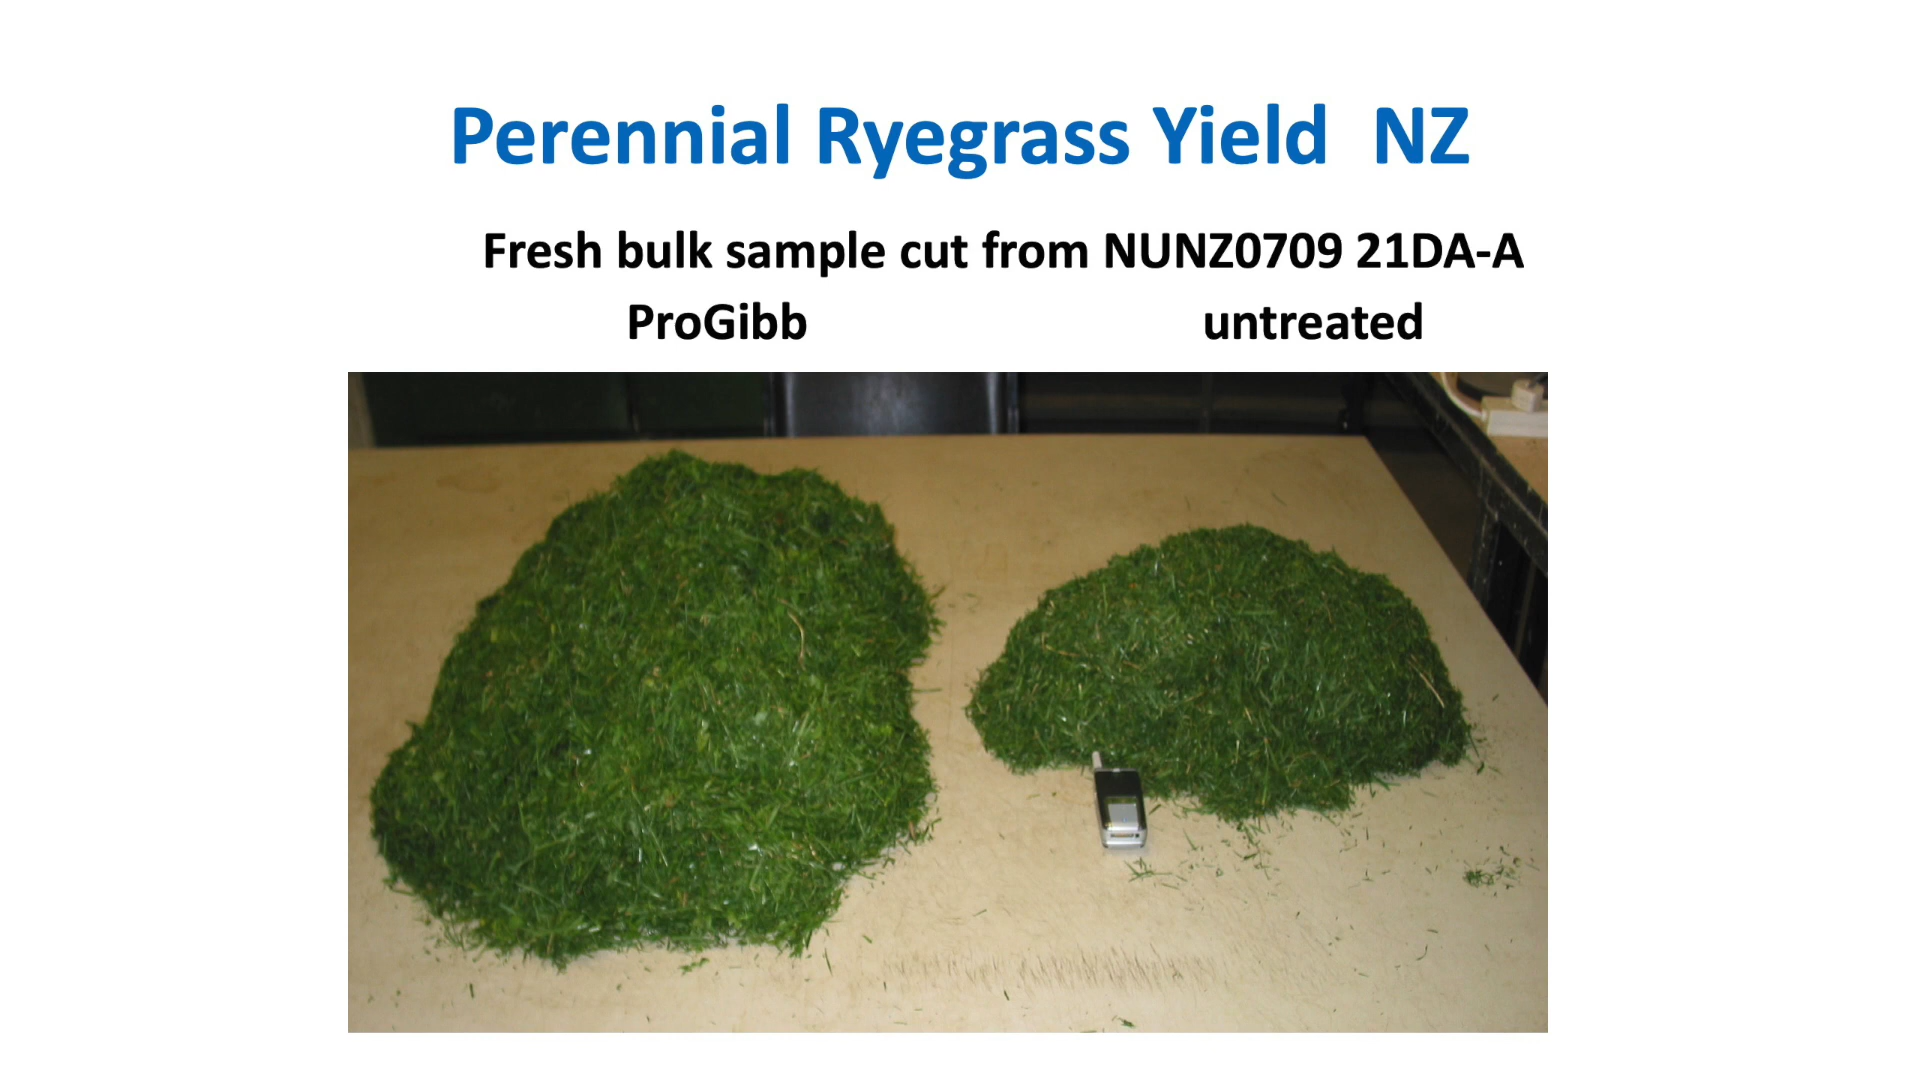 Perennial Ryegrass Yield NZ
Fresh bulk sample cut from NUNZ0709 21DA-A
ProGibb untreated